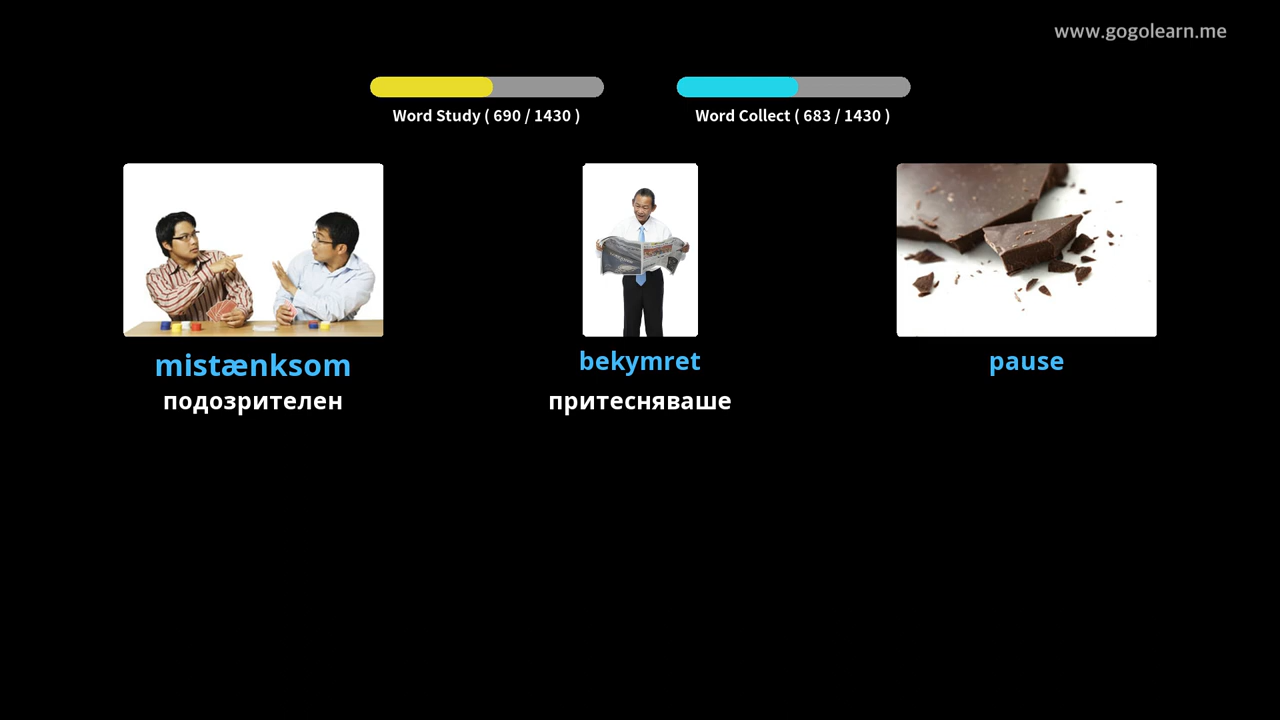 www.gogolearn.me
Word Study ( 690 / 1430 )
Word Collect ( 683 / 1430 )
mistænksom
подозрителен
bekymret
притесняваше
pause